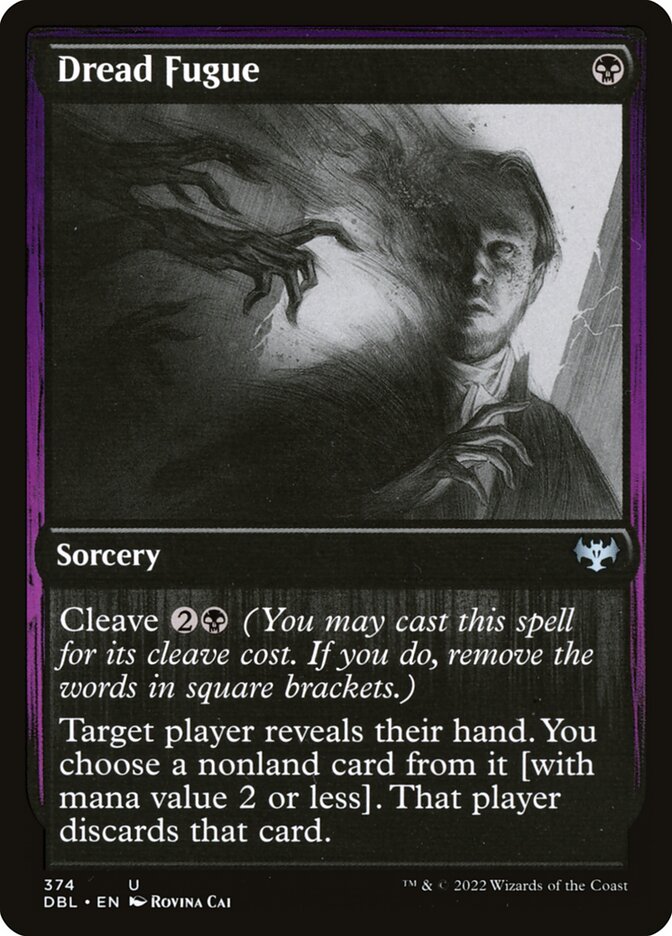 Dread Fugue
Sorcery
Cleave 2 (You may cast this spell
for its cleave cost. If you do, remove the
words in square brackets.)
Target player reveals their hand. You
choose a nonland card from it [with
mana value 2 or less]. That player
discards that card.
374 U
DBL • EN Rovina Cai
™ & © 2022 Wizards of the Coast